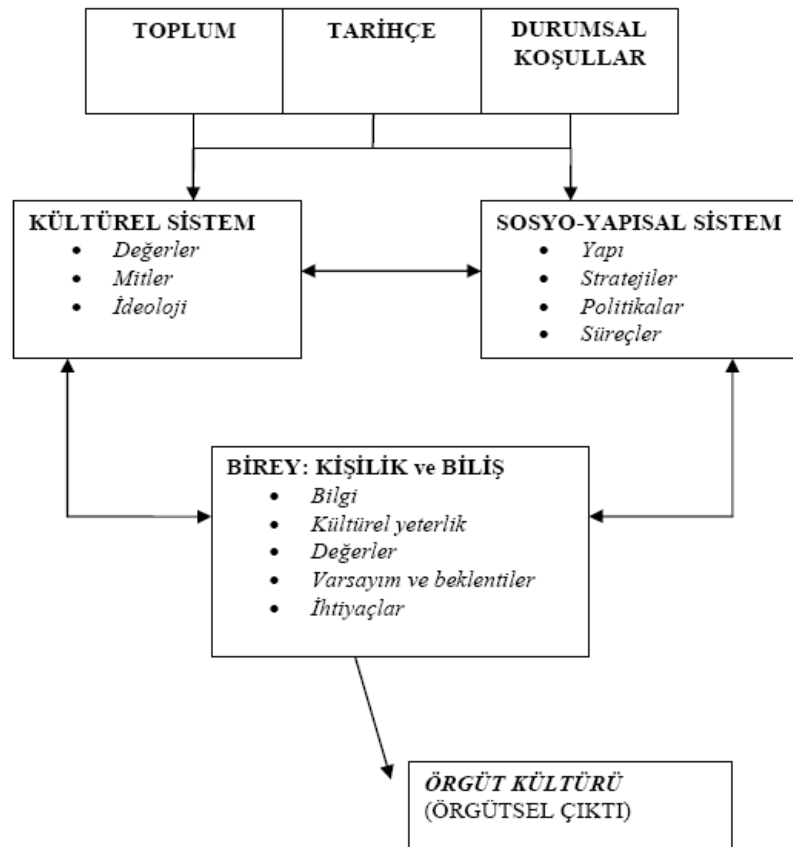 TOPLUM
TARİHÇE
DURUMSAL
KOŞULLAR
KÜLTÜREL SİSTEM
• Değerler
• Mitler
• İdeoloji
SOSYO-YAPISAL SİSTEM
• Yapı
• Stratejiler
• Politikalar
• Süreçler
BİREY: KİŞİLİK ve BİLİŞ
• Bilgi
• Kültürel yeterlik
• Değerler
• Varsayım ve beklentiler
• İhtiyaçlar
ÖRGÜT KÜLTÜRÜ
(ÖRGÜTSEL ÇIKTI)